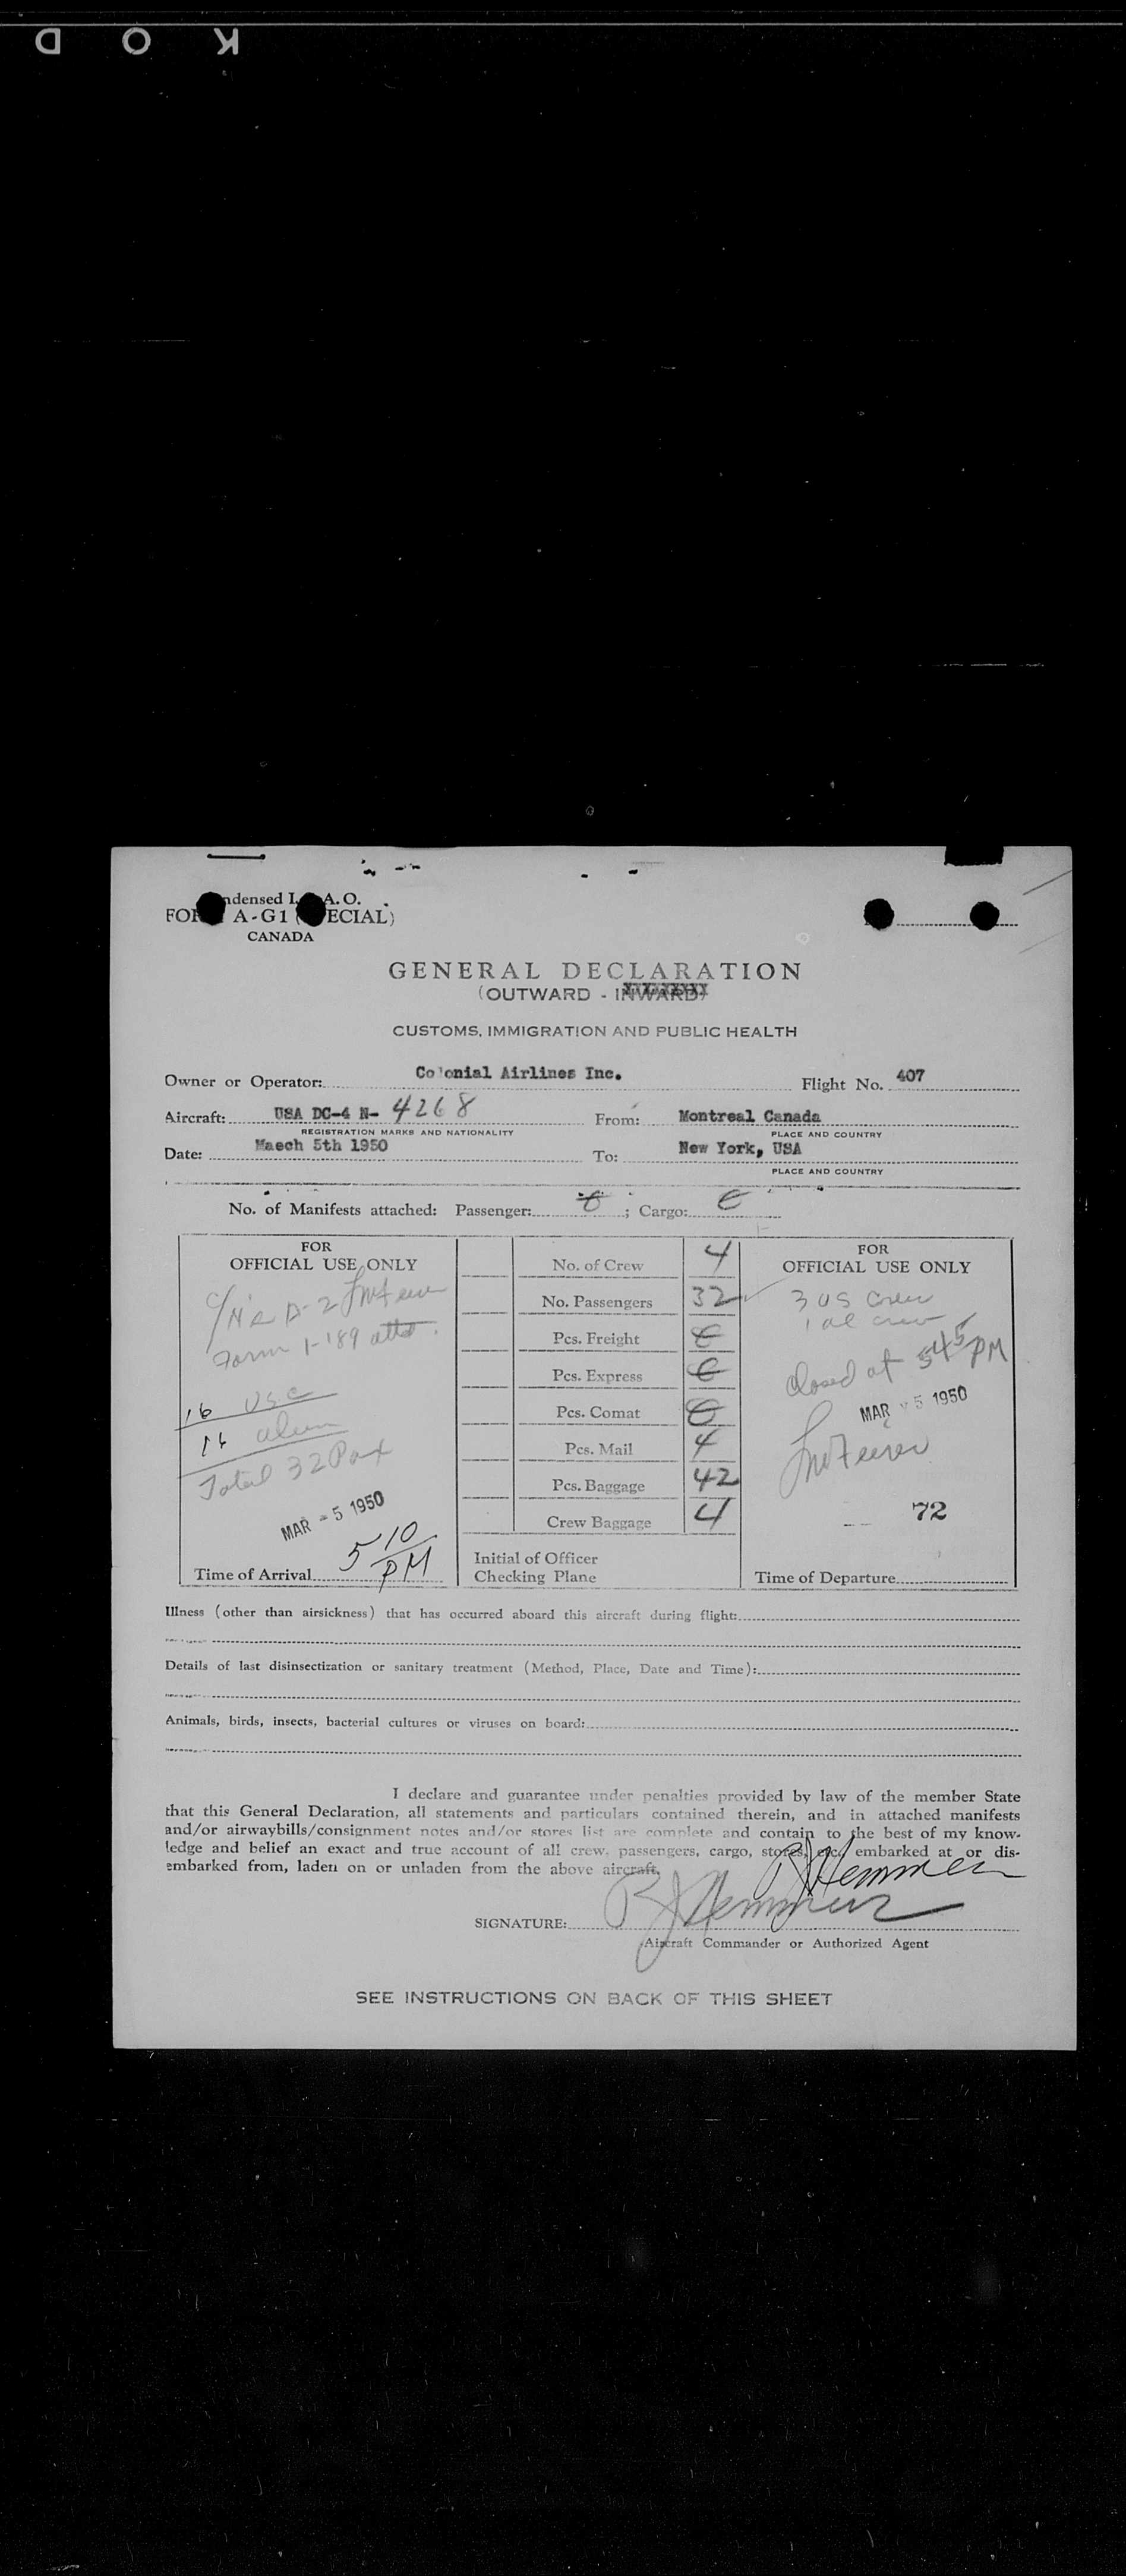 K O D
ndensed I. A. O.
FO A-G1 ( ECIAL)
CANADA
GENERAL DECLARATION
(OUTWARD - INWARD)
CUSTOMS, IMMIGRATION AND PUBLIC HEALTH
Owner or Operator: Colonial Airlines Inc. Flight No. 407
Aircraft: USA DC-4 N- 4268 From: Montreal Canada
REGISTRATION MARKS AND NATIONALITY PLACE AND COUNTRY
Date: Maech 5th 1950 To: New York, USA
PLACE AND COUNTRY
No. of Manifests attached: Passenger: ; Cargo:
FOR
OFFICIAL USE ONLY
Form 1-189
16 USC
16
Total 32 Pax
MAR - 5 1950
5 10 PM
Time of Arrival
No. of Crew 4
No. Passengers 32
Pcs. Freight
Pcs. Express
Pcs. Comat
Pcs. Mail 4
Pcs. Baggage 42
Crew Baggage 4
Initial of Officer
Checking Plane
FOR
OFFICIAL USE ONLY
3 US Crew
1 al crew
Closed at 545 PM
MAR 5 1950
72
Time of Departure
Illness (other than airsickness) that has occurred aboard this aircraft during flight:
Details of last disinsectization or sanitary treatment (Method, Place, Date and Time):
Animals, birds, insects, bacterial cultures or viruses on board:
I declare and guarantee under penalties provided by law of the member State
that this General Declaration, all statements and particulars contained therein, and in attached manifests
and/or airwaybills/consignment notes and/or stores list are complete and contain to the best of my know-
ledge and belief an exact and true account of all crew, passengers, cargo, stores, etc. embarked at or dis-
embarked from, laden on or unladen from the above aircraft.
SIGNATURE:
Aircraft Commander or Authorized Agent
SEE INSTRUCTIONS ON BACK OF THIS SHEET